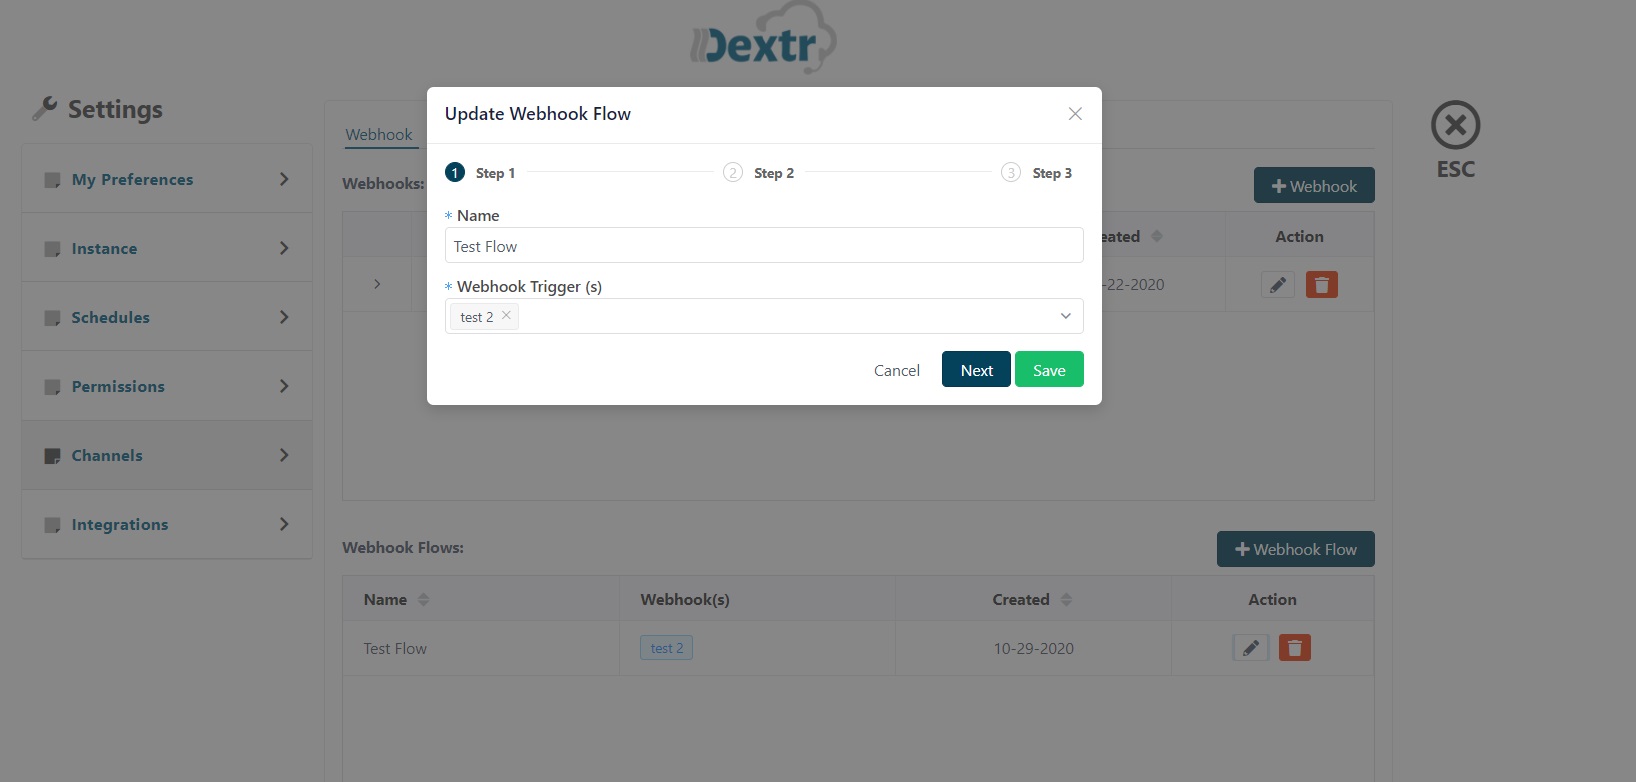 Dextr
Settings
My Preferences
Instance
Schedules
Permissions
Channels
Integrations
Webhook
Webhooks:
+ Webhook
eated
Action
-22-2020
ESC
Update Webhook Flow
1 Step 1
2 Step 2
3 Step 3
* Name
Test Flow
* Webhook Trigger (s)
test 2
Cancel
Next
Save
Webhook Flows:
+ Webhook Flow
Name
Webhook(s)
Created
Action
Test Flow
test 2
10-29-2020